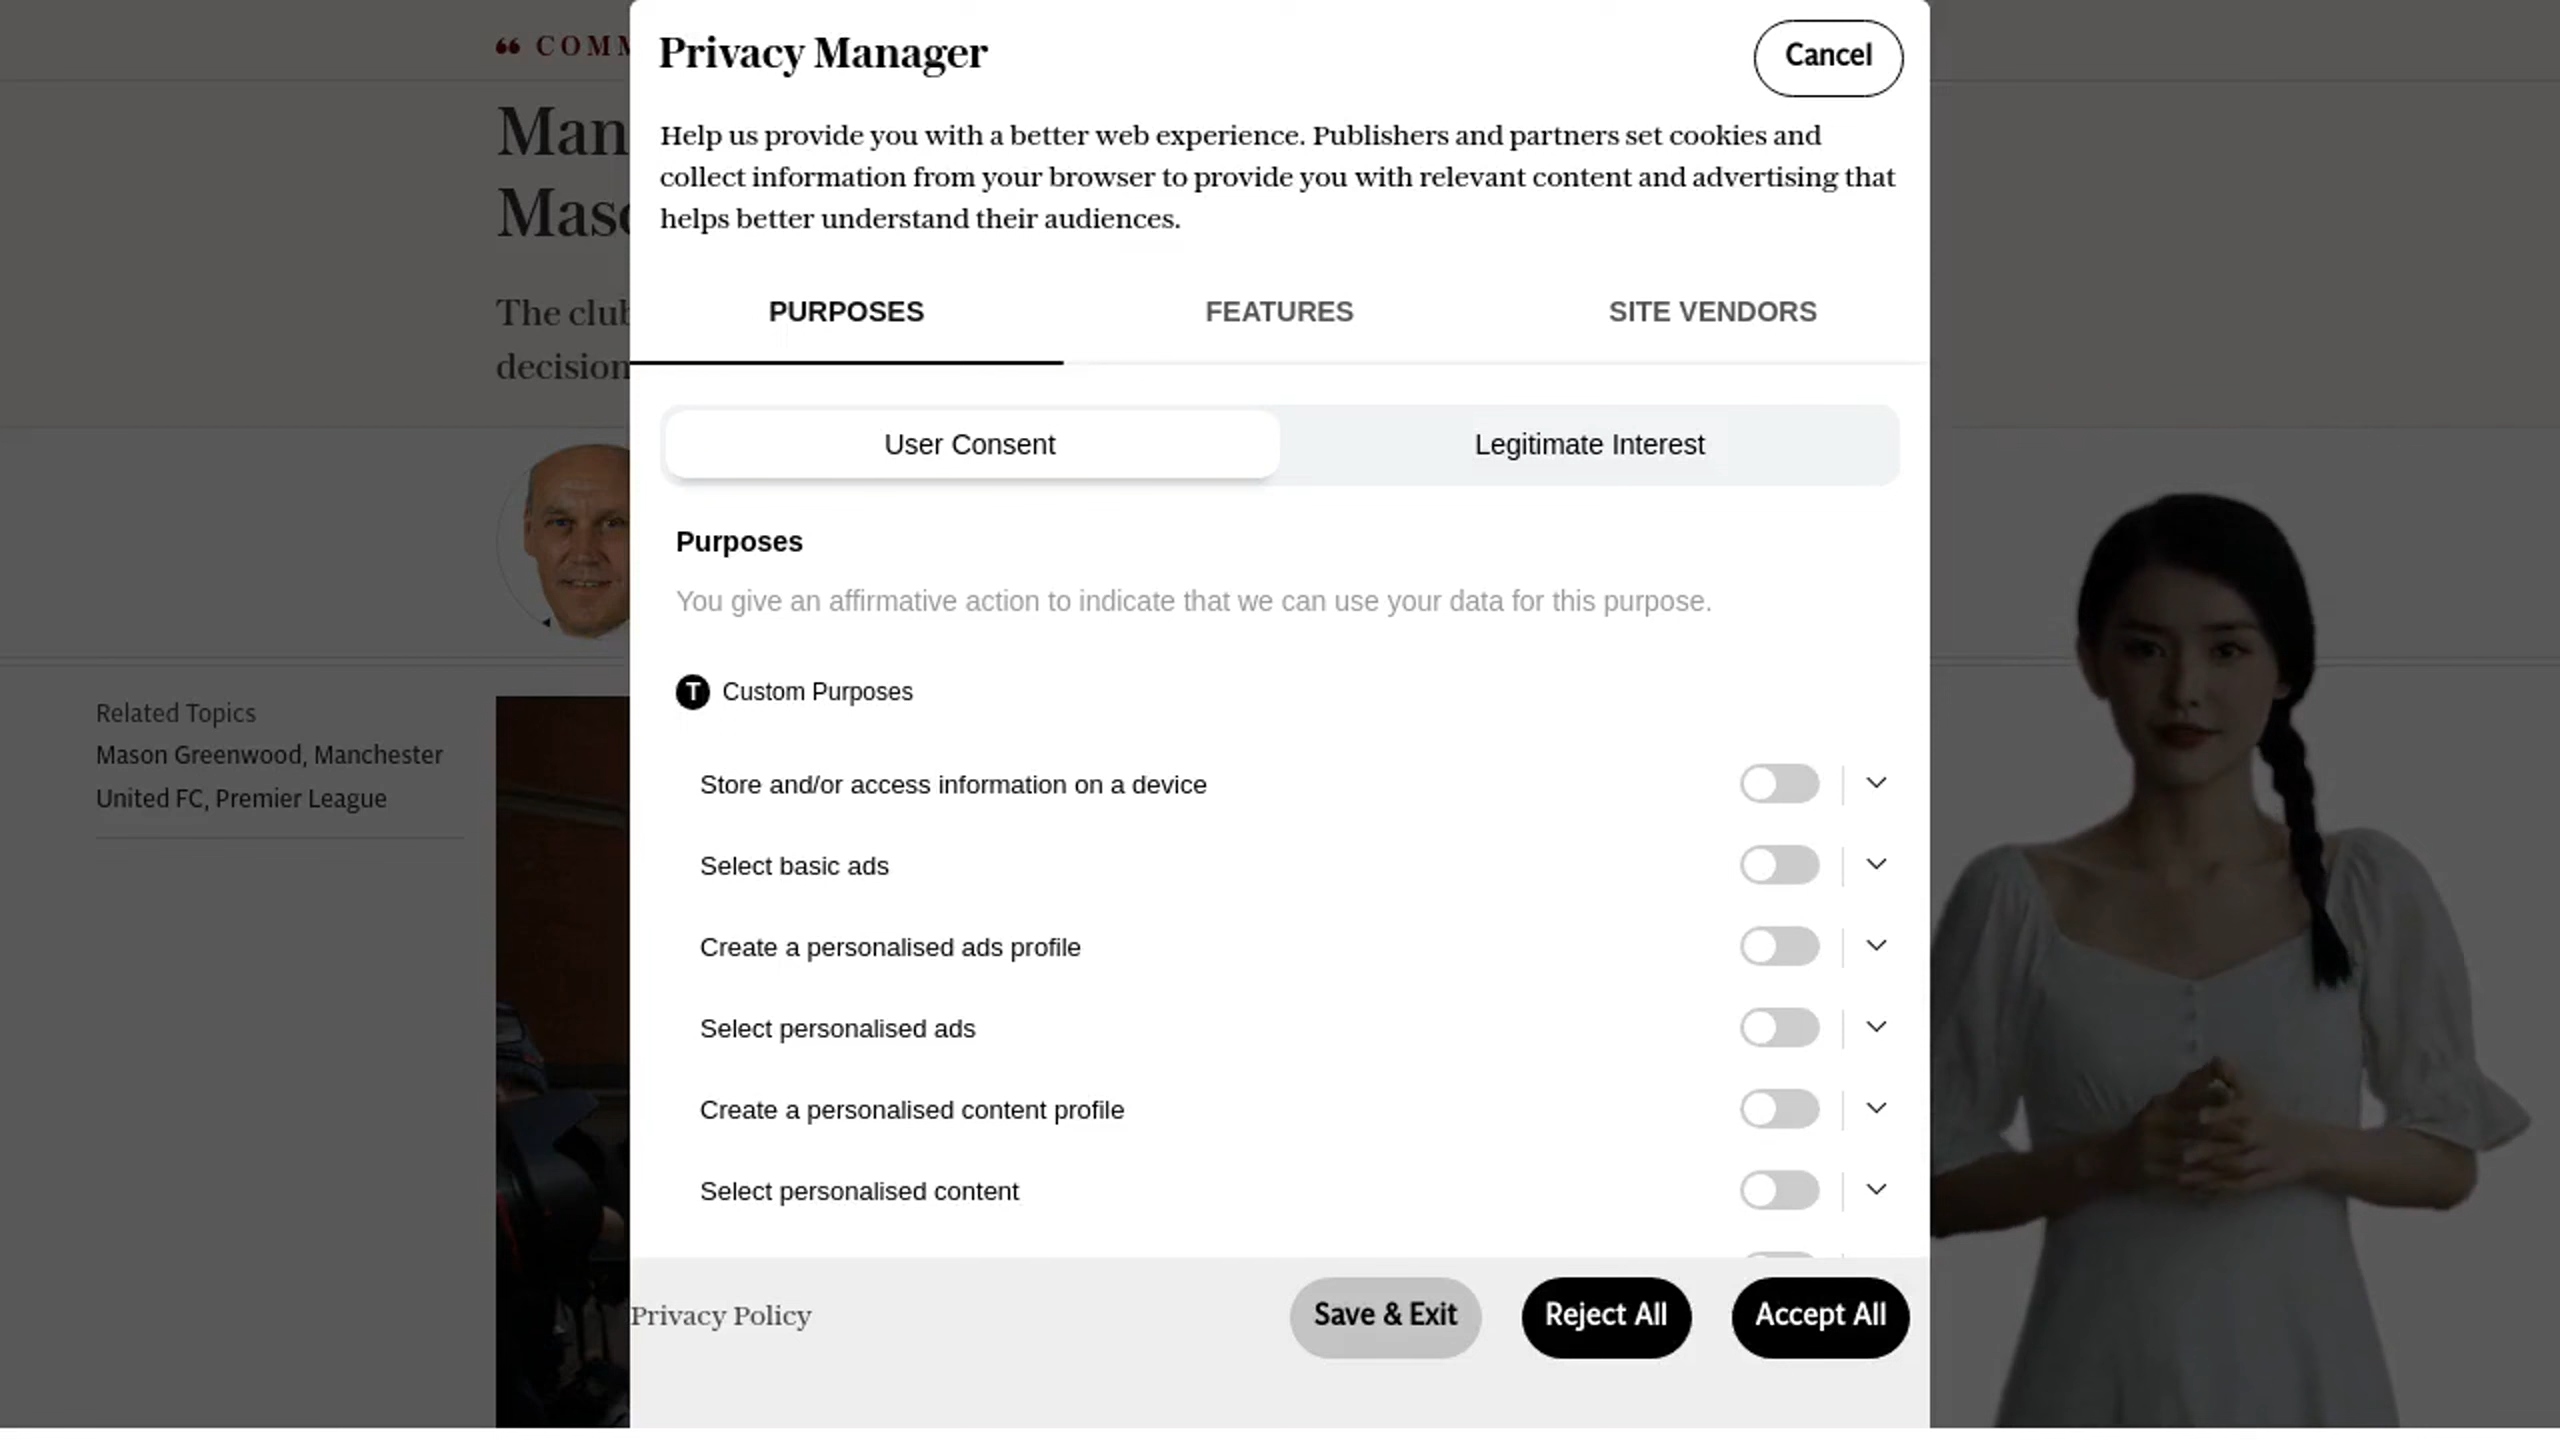 COMM
Man
Maso
The club
decision
Related Topics
Mason Greenwood, Manchester
United FC, Premier League
Privacy Manager
Cancel
Help us provide you with a better web experience. Publishers and partners set cookies and
collect information from your browser to provide you with relevant content and advertising that
helps better understand their audiences.
PURPOSES
FEATURES
SITE VENDORS
User Consent
Legitimate Interest
Purposes
You give an affirmative action to indicate that we can use your data for this purpose.
T Custom Purposes
Store and/or access information on a device
Select basic ads
Create a personalised ads profile
Select personalised ads
Create a personalised content profile
Select personalised content
Privacy Policy
Save & Exit
Reject All
Accept All